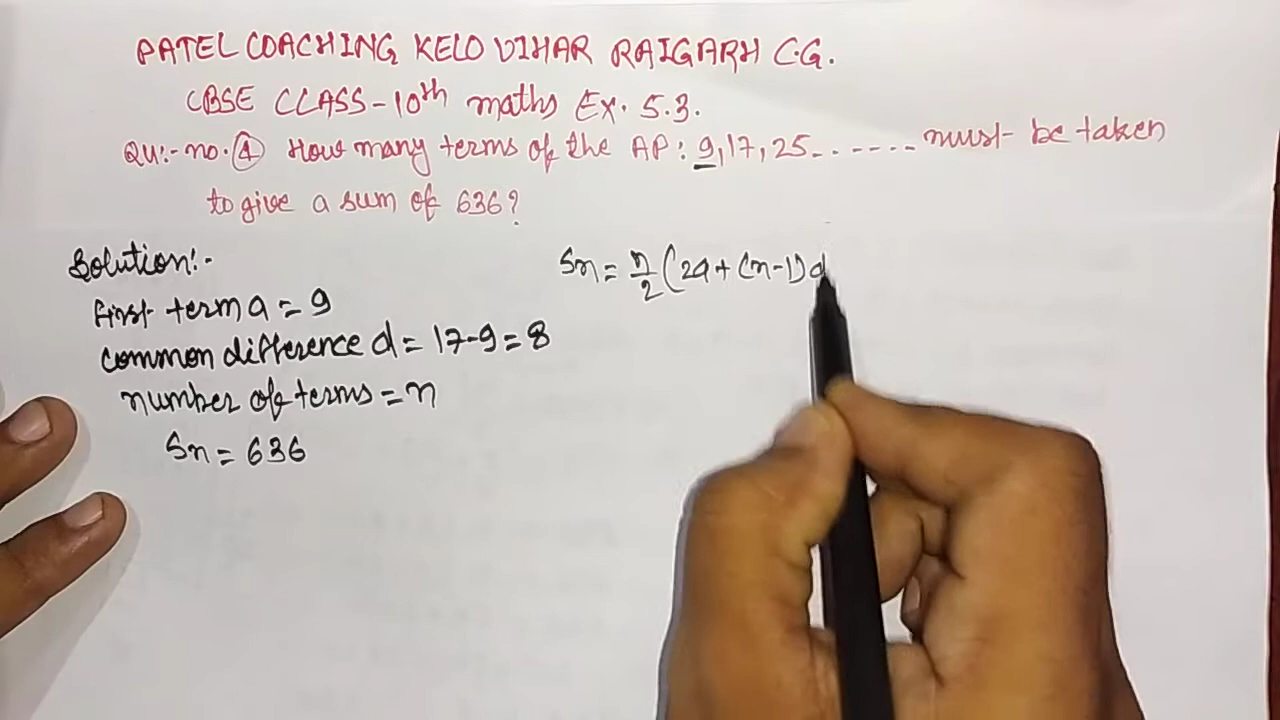 PATEL COACHING KELO VIHAR RAIGARH C.G.
CBSE CLASS-10th maths Ex. 5.3.
Qu:- no. 4 How many terms of the AP: 9, 17, 25....... must be taken
to give a sum of 636?
Solution:-
first term a = 9
common difference d = 17-9 = 8
number of terms = n
Sn = 636
Sn = n/2 (2a + (n-1)d